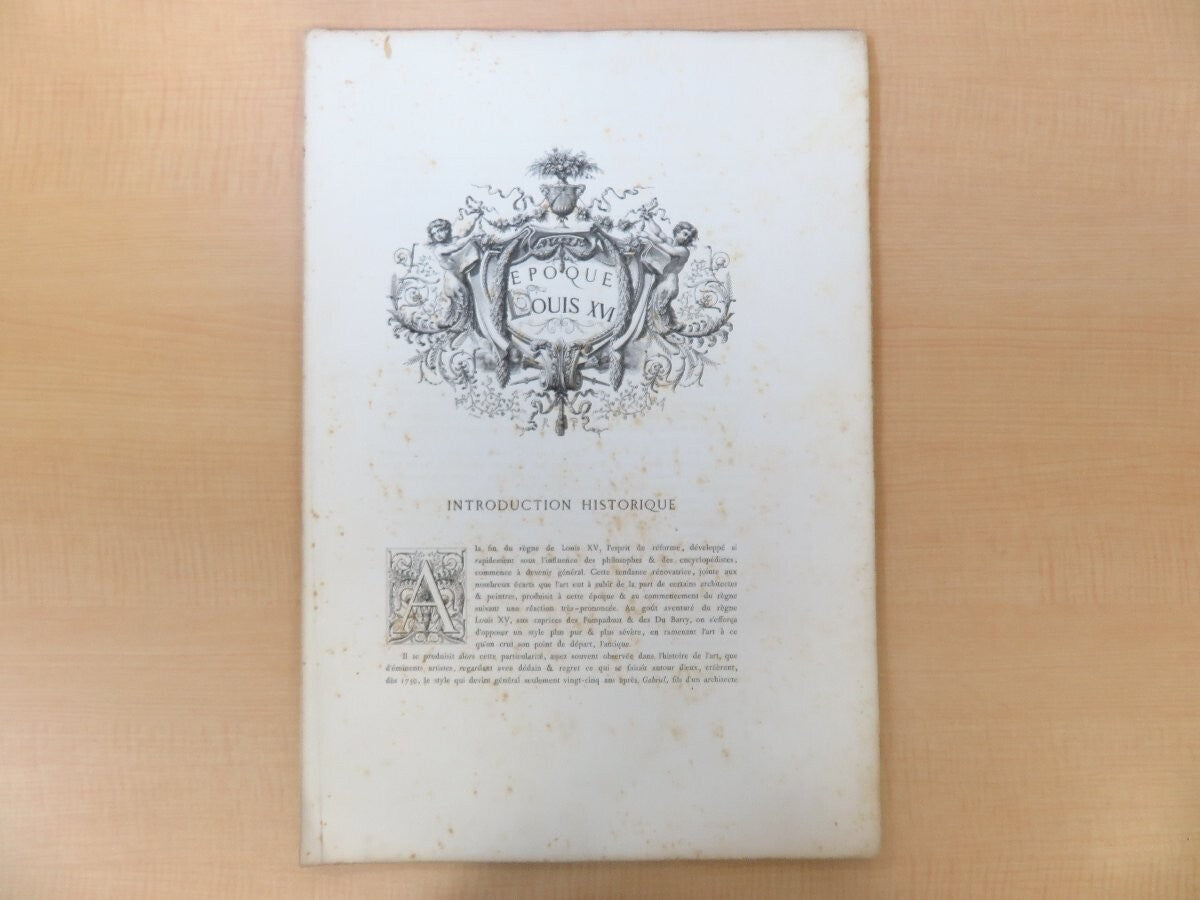 EPOQUE
LOUIS XVI
INTRODUCTION HISTORIQUE
A la fin du règne de Louis XV, l'esprit de réforme, développé si
rapidement sous l'influence des philosophes & des encyclopédistes,
commence à devenir général. Cette tendance rénovatrice, jointe aux
nombreux écarts que l'art eut à subir de la part de certains architectes
& peintres, produisit à cette époque & au commencement du règne
suivant une réaction très-prononcée. Au goût aventuré du règne
Louis XV, aux caprices des Pompadour & des Du Barry, on s'efforça
d'opposer un style plus pur & plus sévère, en ramenant l'art à ce
qu'on crut son point de départ, l'antique.
Il se produisit alors cette particularité, assez souvent observée dans l'histoire de l'art, que
d'éminents artistes, regardant avec dédain & regret ce qui se faisait autour d'eux, créèrent,
dès 1750, le style qui devint général seulement vingt-cinq ans après. Gabriel, fils d'un architecte